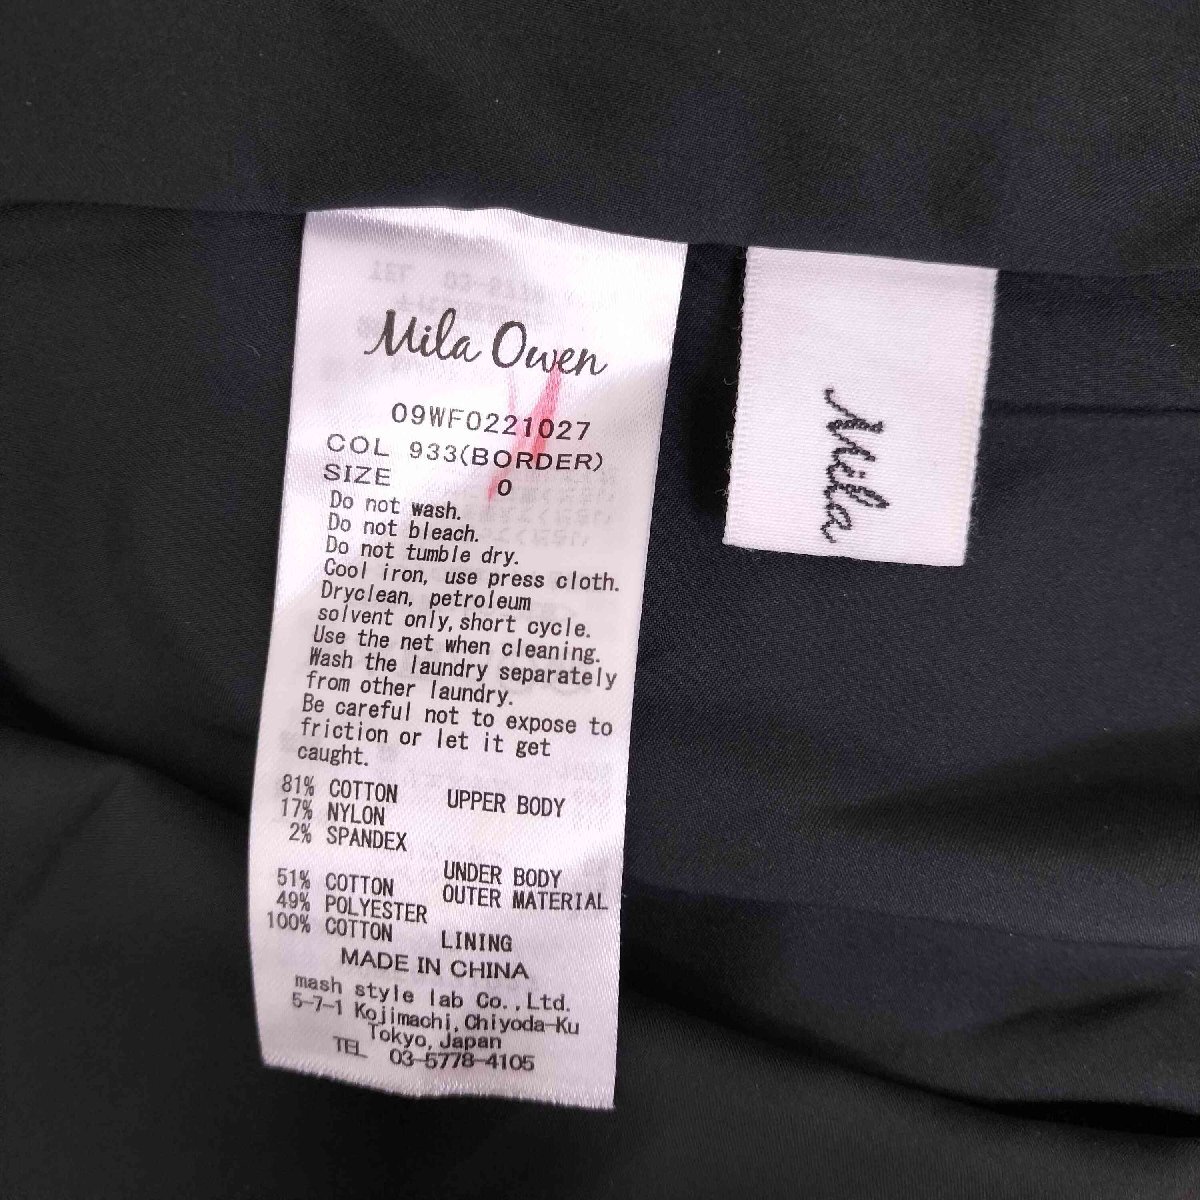 Mila Owen
09WF0221027
COL 933(BORDER)
SIZE 0
Do not wash.
Do not bleach.
Do not tumble dry.
Cool iron, use press cloth.
Dryclean, petroleum
solvent only, short cycle.
Use the net when cleaning.
Wash the laundry separately
from other laundry.
Be careful not to expose to
friction or let it get
caught.
81% COTTON UPPER BODY
17% NYLON
2% SPANDEX
UNDER BODY
51% COTTON OUTER MATERIAL
49% POLYESTER
100% COTTON LINING
MADE IN CHINA
mash style lab Co.,Ltd.
5-7-1 Kojimachi, Chiyoda-Ku
Tokyo, Japan
TEL 03-5778-4105
Mila